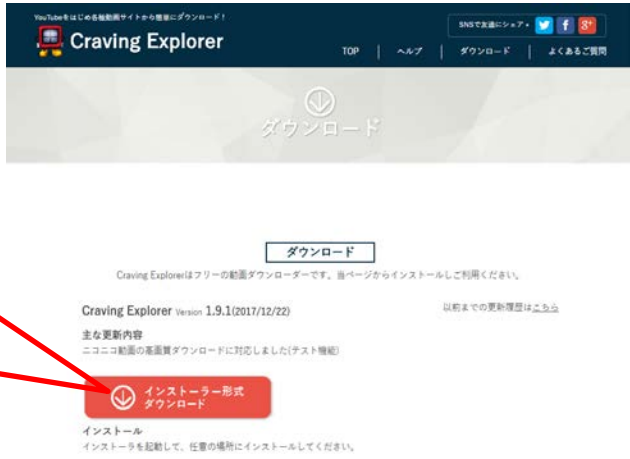 YouTubeをはじめ各種動画サイトから簡単にダウンロード！
Craving Explorer
SNSで友達にシェア
TOP | ヘルプ | ダウンロード | よくあるご質問
ダウンロード
ダウンロード
Craving Explorerはフリーの動画ダウンローダーです。当ページからインストールしご利用ください。
Craving Explorer Version 1.9.1(2017/12/22)
以前までの更新履歴はこちら
主な更新内容
ニコニコ動画の高画質ダウンロードに対応しました(テスト機能)
インストーラー形式
ダウンロード
インストール
インストーラを起動して、任意の場所にインストールしてください。